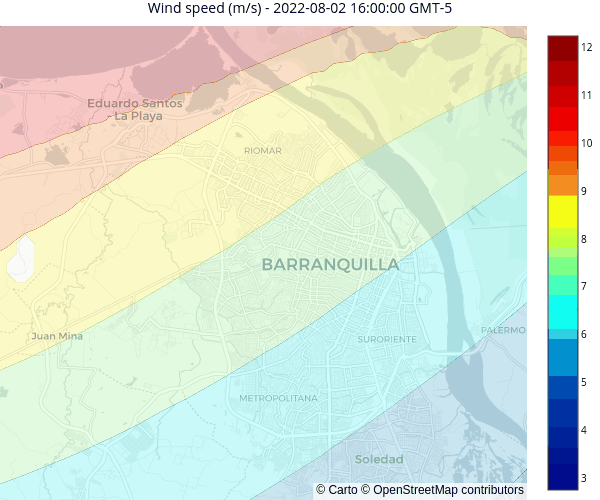 Wind speed (m/s) - 2022-08-02 16:00:00 GMT-5
12
11
10
9
8
7
6
5
4
3
Eduardo Santos
La Playa
RIOMAR
BARRANQUILLA
Juan Mina
SURORIENTE
PALERMO
METROPOLITANA
Soledad
© Carto © OpenStreetMap contributors